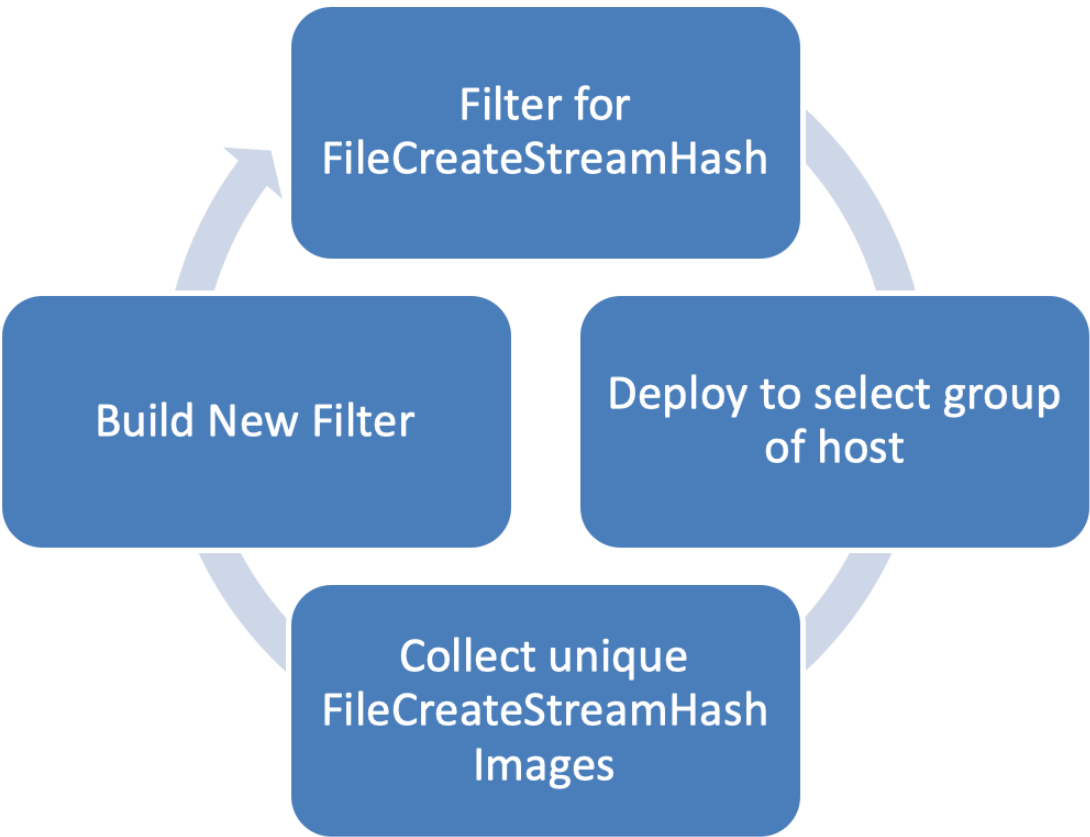 Filter for
FileCreateStreamHash
Deploy to select group
of host
Collect unique
FileCreateStreamHash
Images
Build New Filter